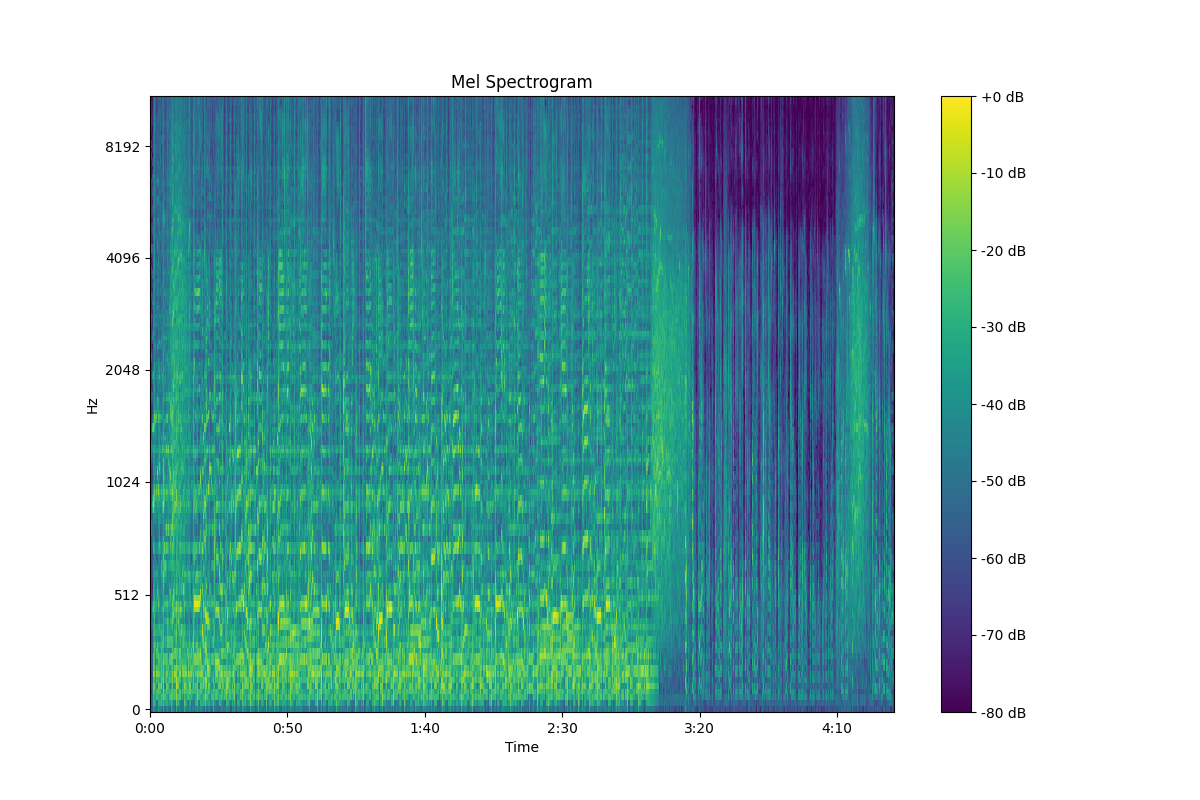 Mel Spectrogram
Hz
8192
4096
2048
1024
512
0
0:00
0:50
1:40
2:30
3:20
4:10
Time
+0 dB
-10 dB
-20 dB
-30 dB
-40 dB
-50 dB
-60 dB
-70 dB
-80 dB